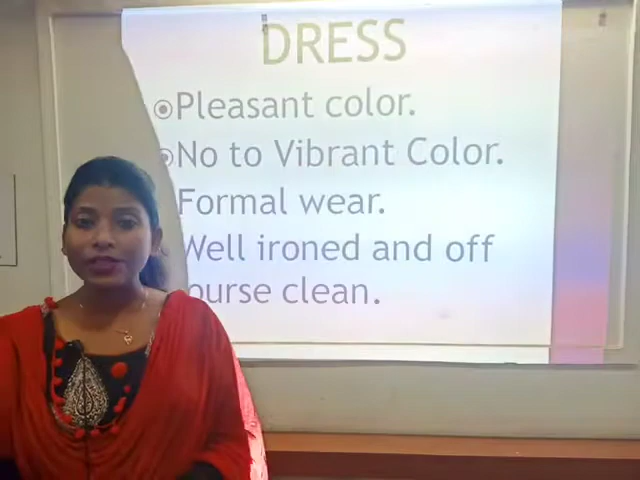 DRESS
Pleasant color.
No to Vibrant Color.
Formal wear.
Well ironed and off
ourse clean.